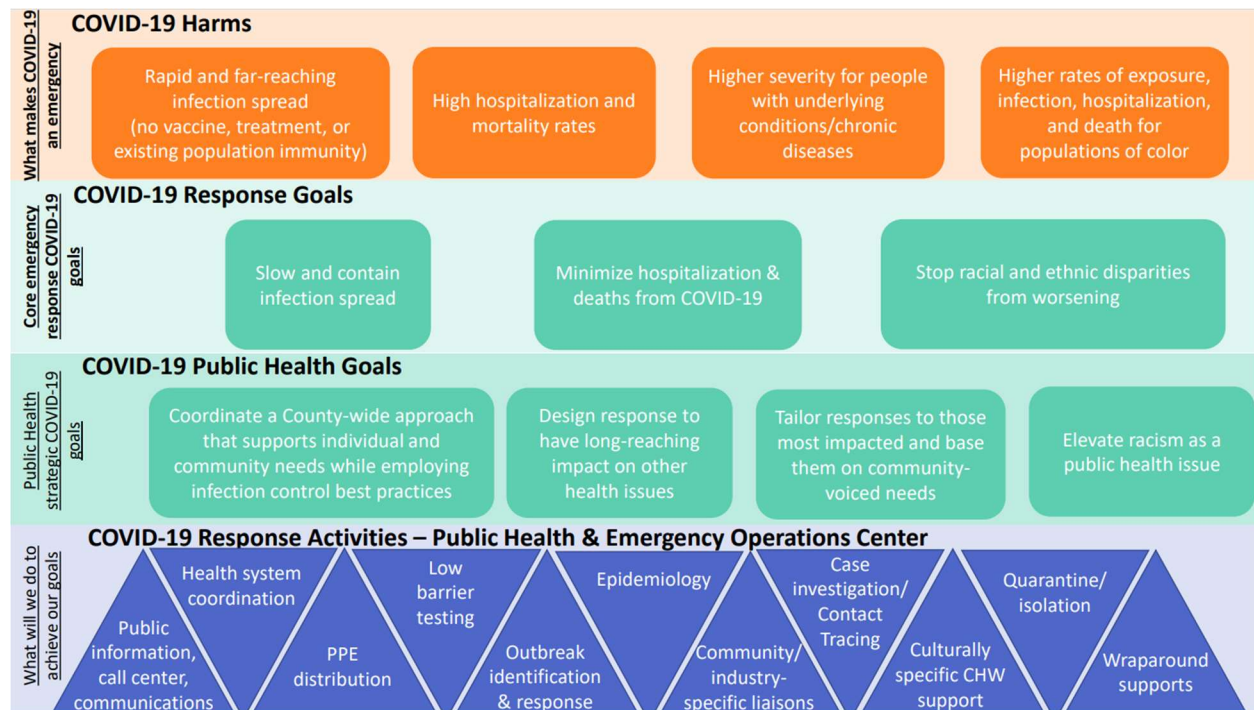 What makes COVID-19
an emergency
COVID-19 Harms
Rapid and far-reaching
infection spread
(no vaccine, treatment, or
existing population immunity)
High hospitalization and
mortality rates
Higher severity for people
with underlying
conditions/chronic
diseases
Higher rates of exposure,
infection, hospitalization,
and death for
populations of color
Core emergency
response COVID-19
goals
COVID-19 Response Goals
Slow and contain
infection spread
Minimize hospitalization &
deaths from COVID-19
Stop racial and ethnic disparities
from worsening
Public Health
strategic COVID-19
goals
COVID-19 Public Health Goals
Coordinate a County-wide approach
that supports individual and
community needs while employing
infection control best practices
Design response to
have long-reaching
impact on other
health issues
Tailor responses to those
most impacted and base
them on community-
voiced needs
Elevate racism as a
public health issue
What will we do to
achieve our goals
COVID-19 Response Activities – Public Health & Emergency Operations Center
Public
information,
call center,
communications
Health system
coordination
PPE
distribution
Low
barrier
testing
Outbreak
identification
& response
Epidemiology
Community/
industry-
specific liaisons
Case
investigation/
Contact
Tracing
Culturally
specific CHW
support
Quarantine/
isolation
Wraparound
supports